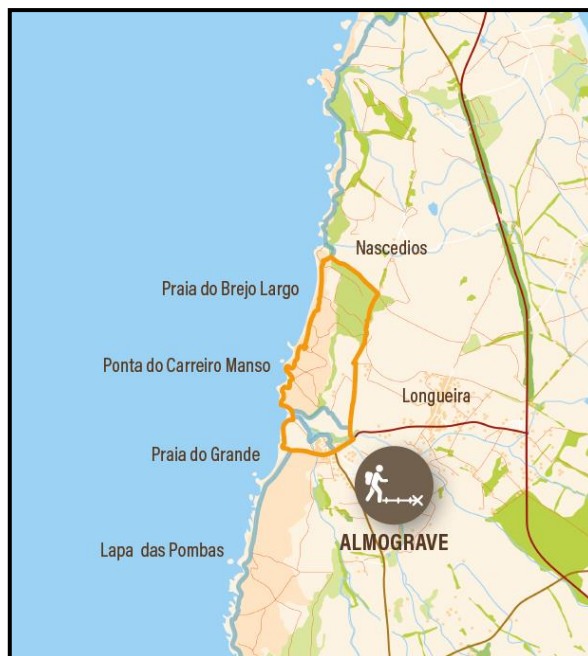 Nascedios
Praia do Brejo Largo
Ponta do Carreiro Manso
Longueira
Praia do Grande
ALMOGRAVE
Lapa das Pombas